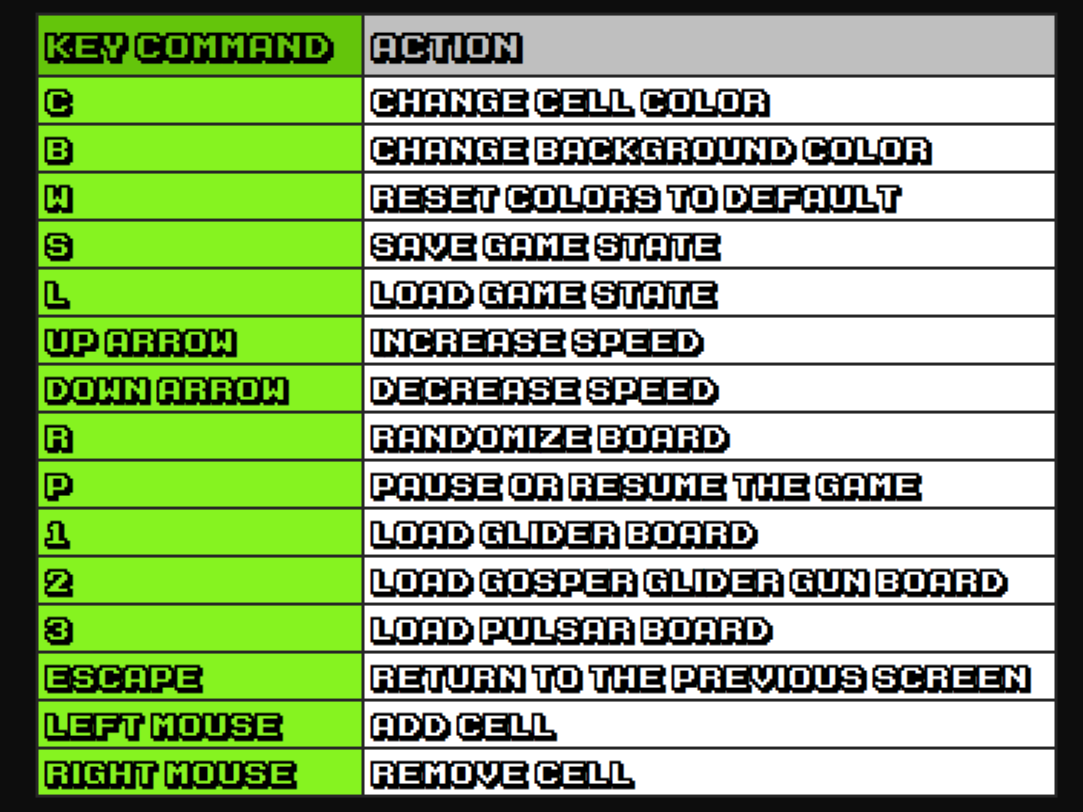 KEY COMMAND ACTION
C CHANGE CELL COLOR
B CHANGE BACKGROUND COLOR
W RESET COLORS TO DEFAULT
S SAVE GAME STATE
L LOAD GAME STATE
UP ARROW INCREASE SPEED
DOWN ARROW DECREASE SPEED
R RANDOMIZE BOARD
P PAUSE OR RESUME THE GAME
1 LOAD GLIDER BOARD
2 LOAD GOSPER GLIDER GUN BOARD
3 LOAD PULSAR BOARD
ESCAPE RETURN TO THE PREVIOUS SCREEN
LEFT MOUSE ADD CELL
RIGHT MOUSE REMOVE CELL